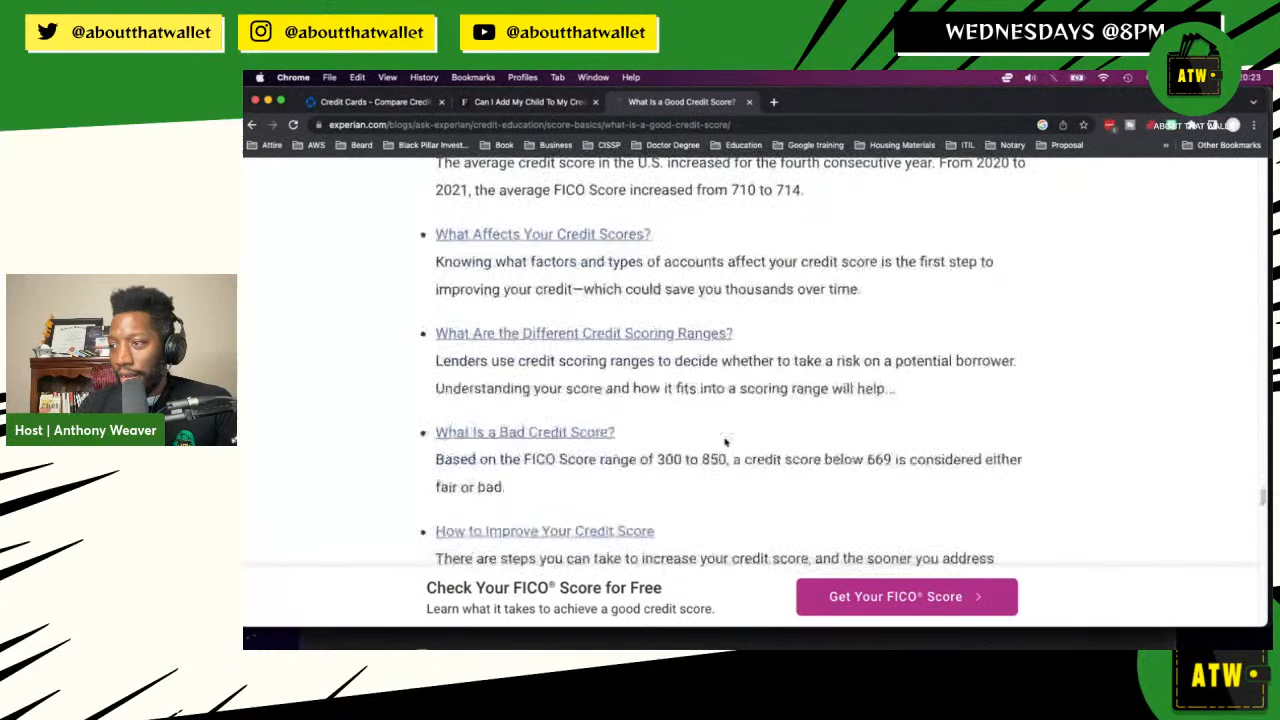 @aboutthatwallet
@aboutthatwallet
@aboutthatwallet
WEDNESDAYS @8PM
ATW
ABOUT THAT WALLET
Chrome File Edit View History Bookmarks Profiles Tab Window Help
20:23
Credit Cards - Compare Credit
Can I Add My Child To My Cre
What Is a Good Credit Score?
experian.com/blogs/ask-experian/credit-education/score-basics/what-is-a-good-credit-score/
Attire AWS Beard Black Pillar Invest... Book Business CISSP Doctor Degree Education Google training Housing Materials ITIL Notary Proposal » Other Bookmarks
The average credit score in the U.S. increased for the fourth consecutive year. From 2020 to
2021, the average FICO Score increased from 710 to 714.
What Affects Your Credit Scores?
Knowing what factors and types of accounts affect your credit score is the first step to
improving your credit—which could save you thousands over time.
What Are the Different Credit Scoring Ranges?
Lenders use credit scoring ranges to decide whether to take a risk on a potential borrower.
Understanding your score and how it fits into a scoring range will help...
What Is a Bad Credit Score?
Based on the FICO Score range of 300 to 850, a credit score below 669 is considered either
fair or bad.
How to Improve Your Credit Score
There are steps you can take to increase your credit score, and the sooner you address
Check Your FICO® Score for Free
Learn what it takes to achieve a good credit score.
Get Your FICO® Score
Host | Anthony Weaver
ATW